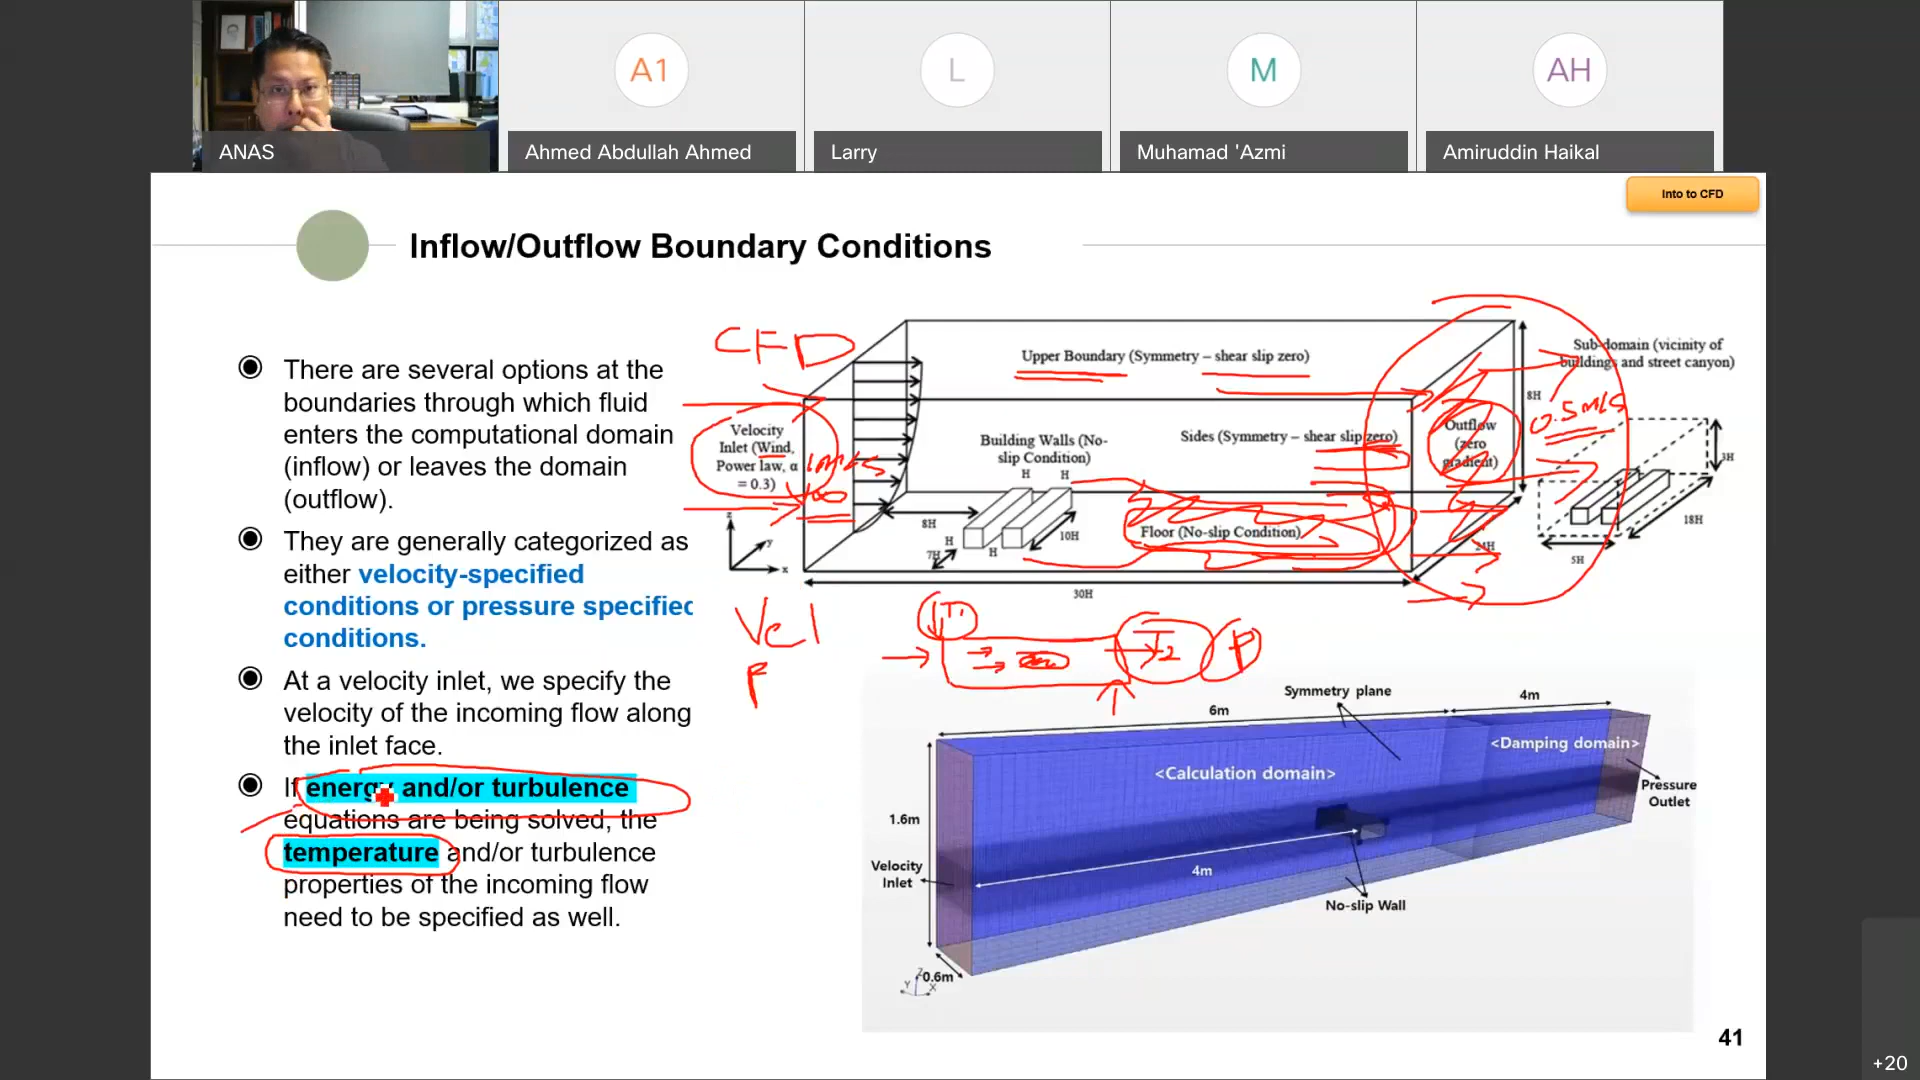 A1
L
M
AH
ANAS
Ahmed Abdullah Ahmed
Larry
Muhamad 'Azmi
Amiruddin Haikal
Into to CFD
Inflow/Outflow Boundary Conditions
There are several options at the
boundaries through which fluid
enters the computational domain
(inflow) or leaves the domain
(outflow).
They are generally categorized as
either velocity-specified
conditions or pressure specified
conditions.
At a velocity inlet, we specify the
velocity of the incoming flow along
the inlet face.
If energy and/or turbulence
equations are being solved, the
temperature and/or turbulence
properties of the incoming flow
need to be specified as well.
CFD
Upper Boundary (Symmetry – shear slip zero)
Sub-domain (vicinity of
buildings and street canyon)
8H
0.5 m/s
Velocity
Inlet (Wind,
Power law, α
= 0.3)
1m/s
Building Walls (No-
slip Condition)
H H
Sides (Symmetry – shear slip zero)
Outflow
(zero
gradient)
3H
18H
5H
8H
10H
H
H
7H
Floor (No-slip Condition)
24H
z
y
x
30H
Vel
P
T1
T2
P
Symmetry plane
6m
4m
<Calculation domain>
<Damping domain>
Pressure
Outlet
1.6m
Velocity
Inlet
4m
No-slip Wall
0.6m
Z
Y X
41
+20